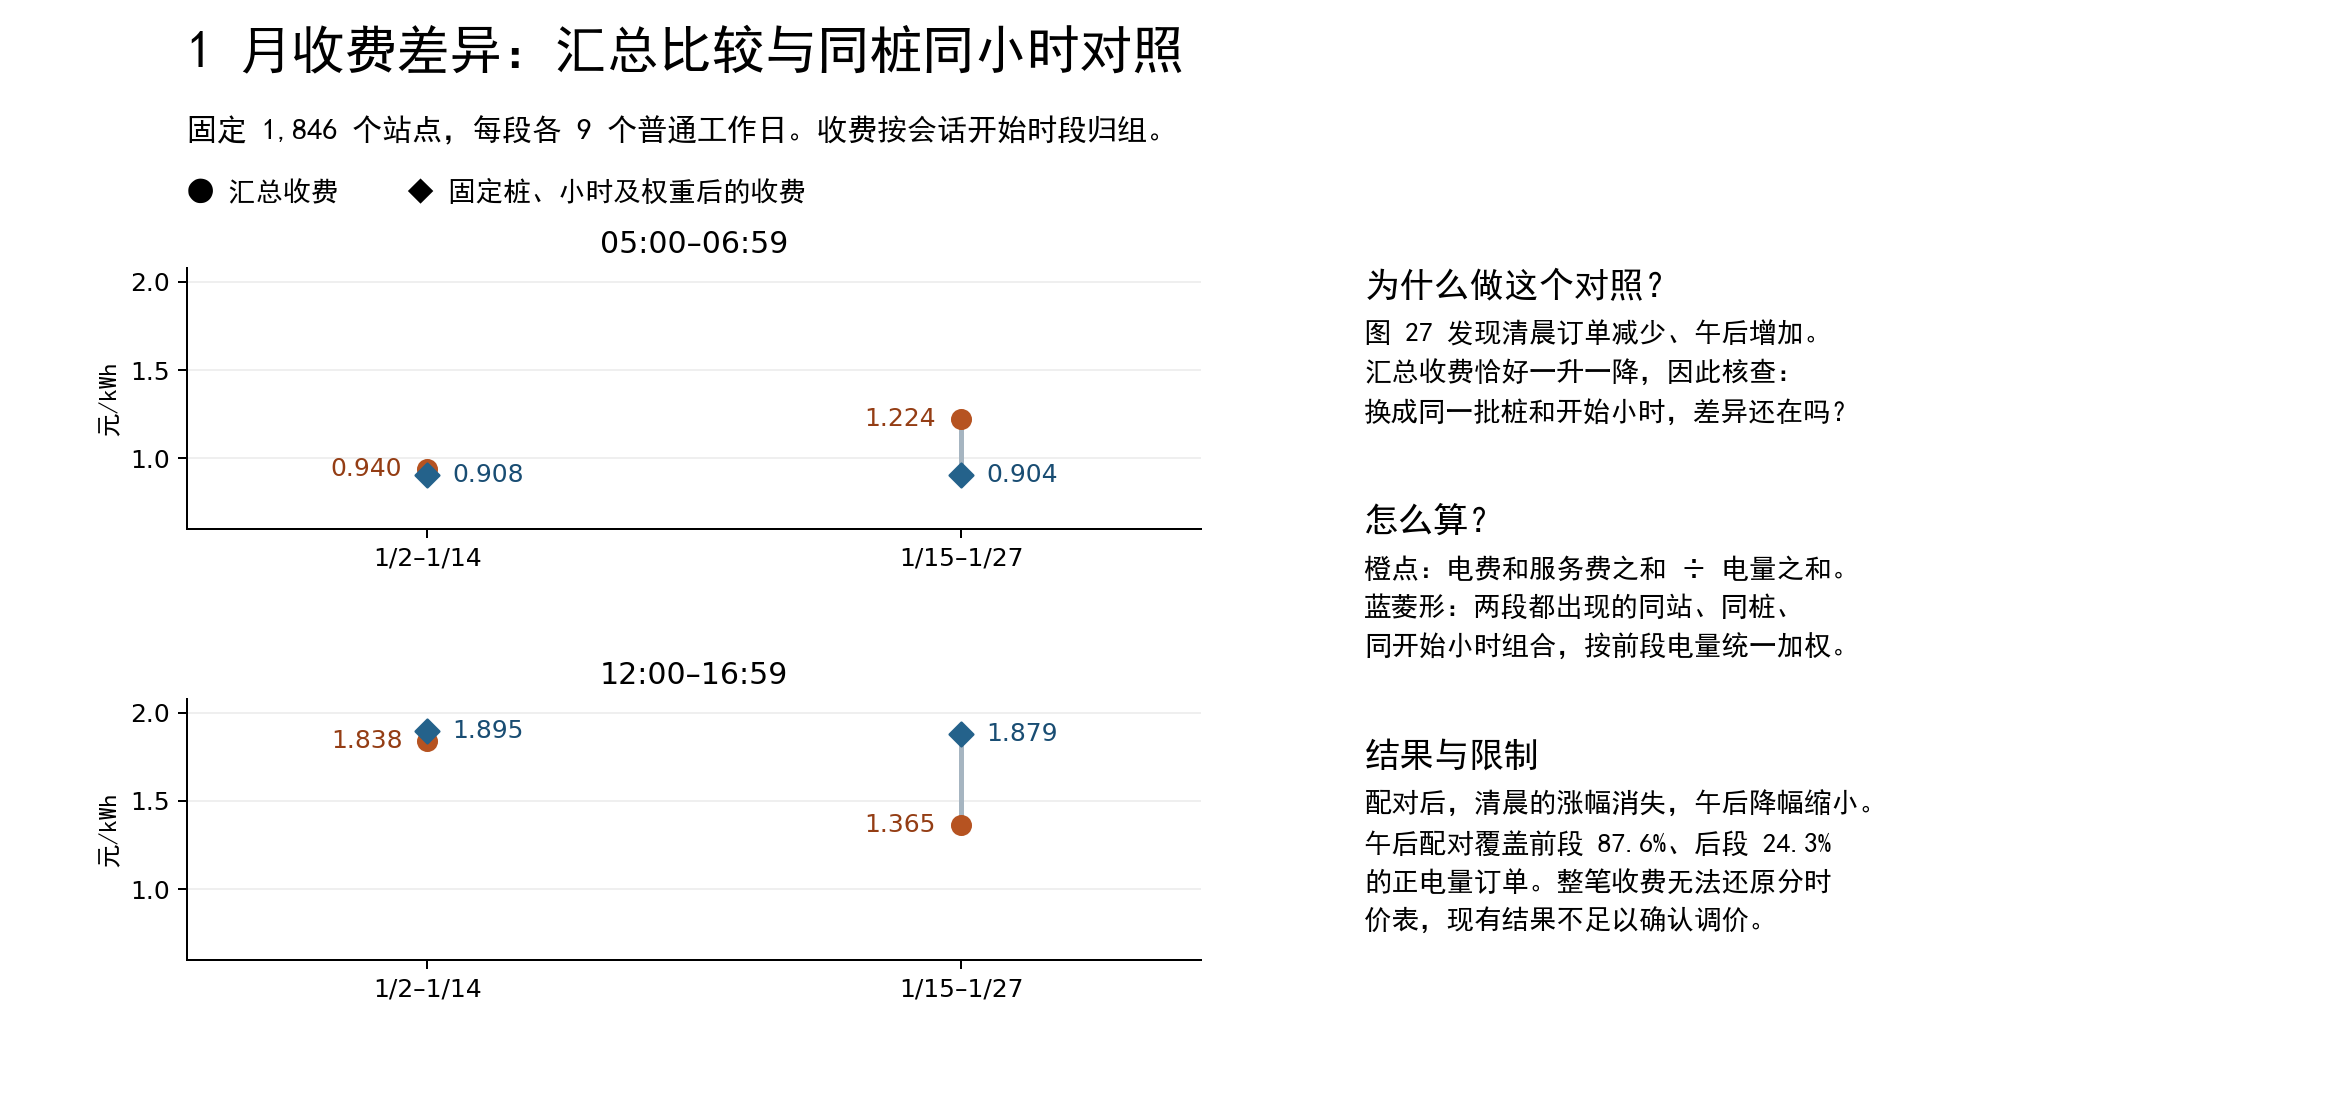 1 月收费差异：汇总比较与同桩同小时对照
固定 1,846 个站点，每段各 9 个普通工作日。收费按会话开始时段归组。
汇总收费
固定桩、小时及权重后的收费
05:00–06:59
2.0
1.5
1.0
元/kWh
0.940
0.908
1.224
0.904
1/2–1/14
1/15–1/27
12:00–16:59
2.0
1.5
1.0
元/kWh
1.838
1.895
1.879
1.365
1/2–1/14
1/15–1/27
为什么做这个对照？
图 27 发现清晨订单减少、午后增加。
汇总收费恰好一升一降，因此核查：
换成同一批桩和开始小时，差异还在吗？
怎么算？
橙点：电费和服务费之和 ÷ 电量之和。
蓝菱形：两段都出现的同站、同桩、
同开始小时组合，按前段电量统一加权。
结果与限制
配对后，清晨的涨幅消失，午后降幅缩小。
午后配对覆盖前段 87.6%、后段 24.3%
的正电量订单。整笔收费无法还原分时
价表，现有结果不足以确认调价。